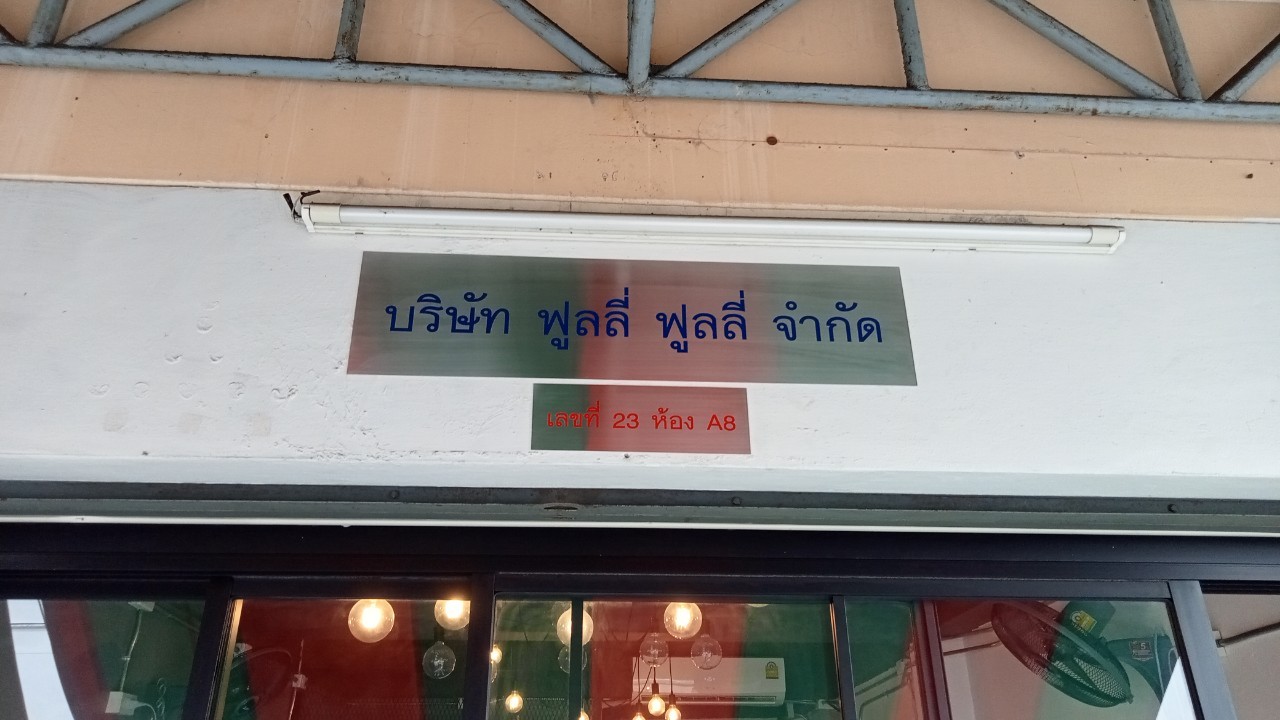 บริษัท ฟูลลี่ ฟูลลี่ จำกัด
เลขที่ 23 ห้อง A8